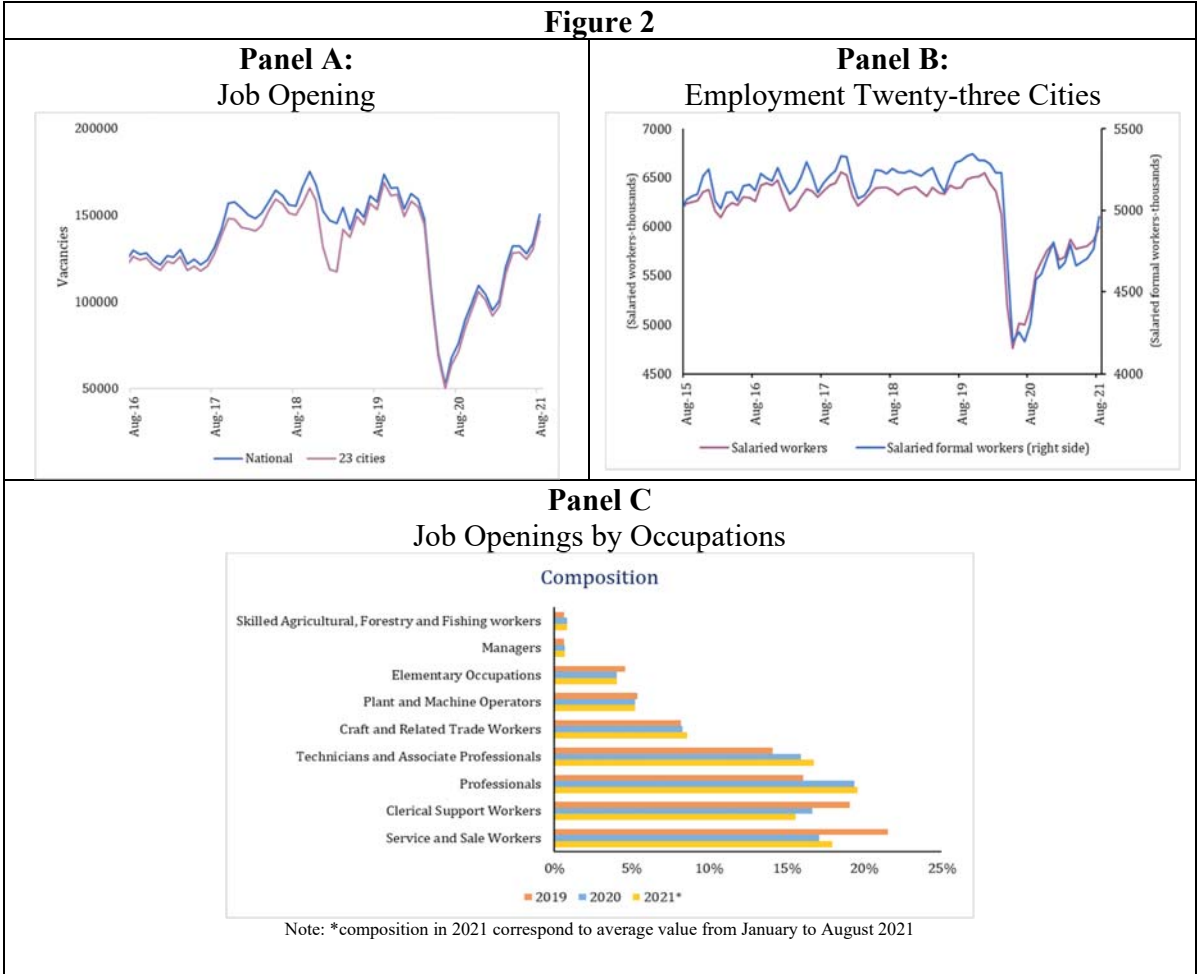 Figure 2
Panel A:
Job Opening
200000
150000
100000
50000
Vacancies
Aug-16
Aug-17
Aug-18
Aug-19
Aug-20
Aug-21
National
23 cities
Panel B:
Employment Twenty-three Cities
7000
6500
6000
5500
5000
4500
(Salaried workers-thousands)
5500
5000
4500
4000
(Salaried formal workers-thousands)
Aug-15
Aug-16
Aug-17
Aug-18
Aug-19
Aug-20
Aug-21
Salaried workers
Salaried formal workers (right side)
Panel C
Job Openings by Occupations
Composition
Skilled Agricultural, Forestry and Fishing workers
Managers
Elementary Occupations
Plant and Machine Operators
Craft and Related Trade Workers
Technicians and Associate Professionals
Professionals
Clerical Support Workers
Service and Sale Workers
0% 5% 10% 15% 20% 25%
2019 2020 2021*
Note: *composition in 2021 correspond to average value from January to August 2021